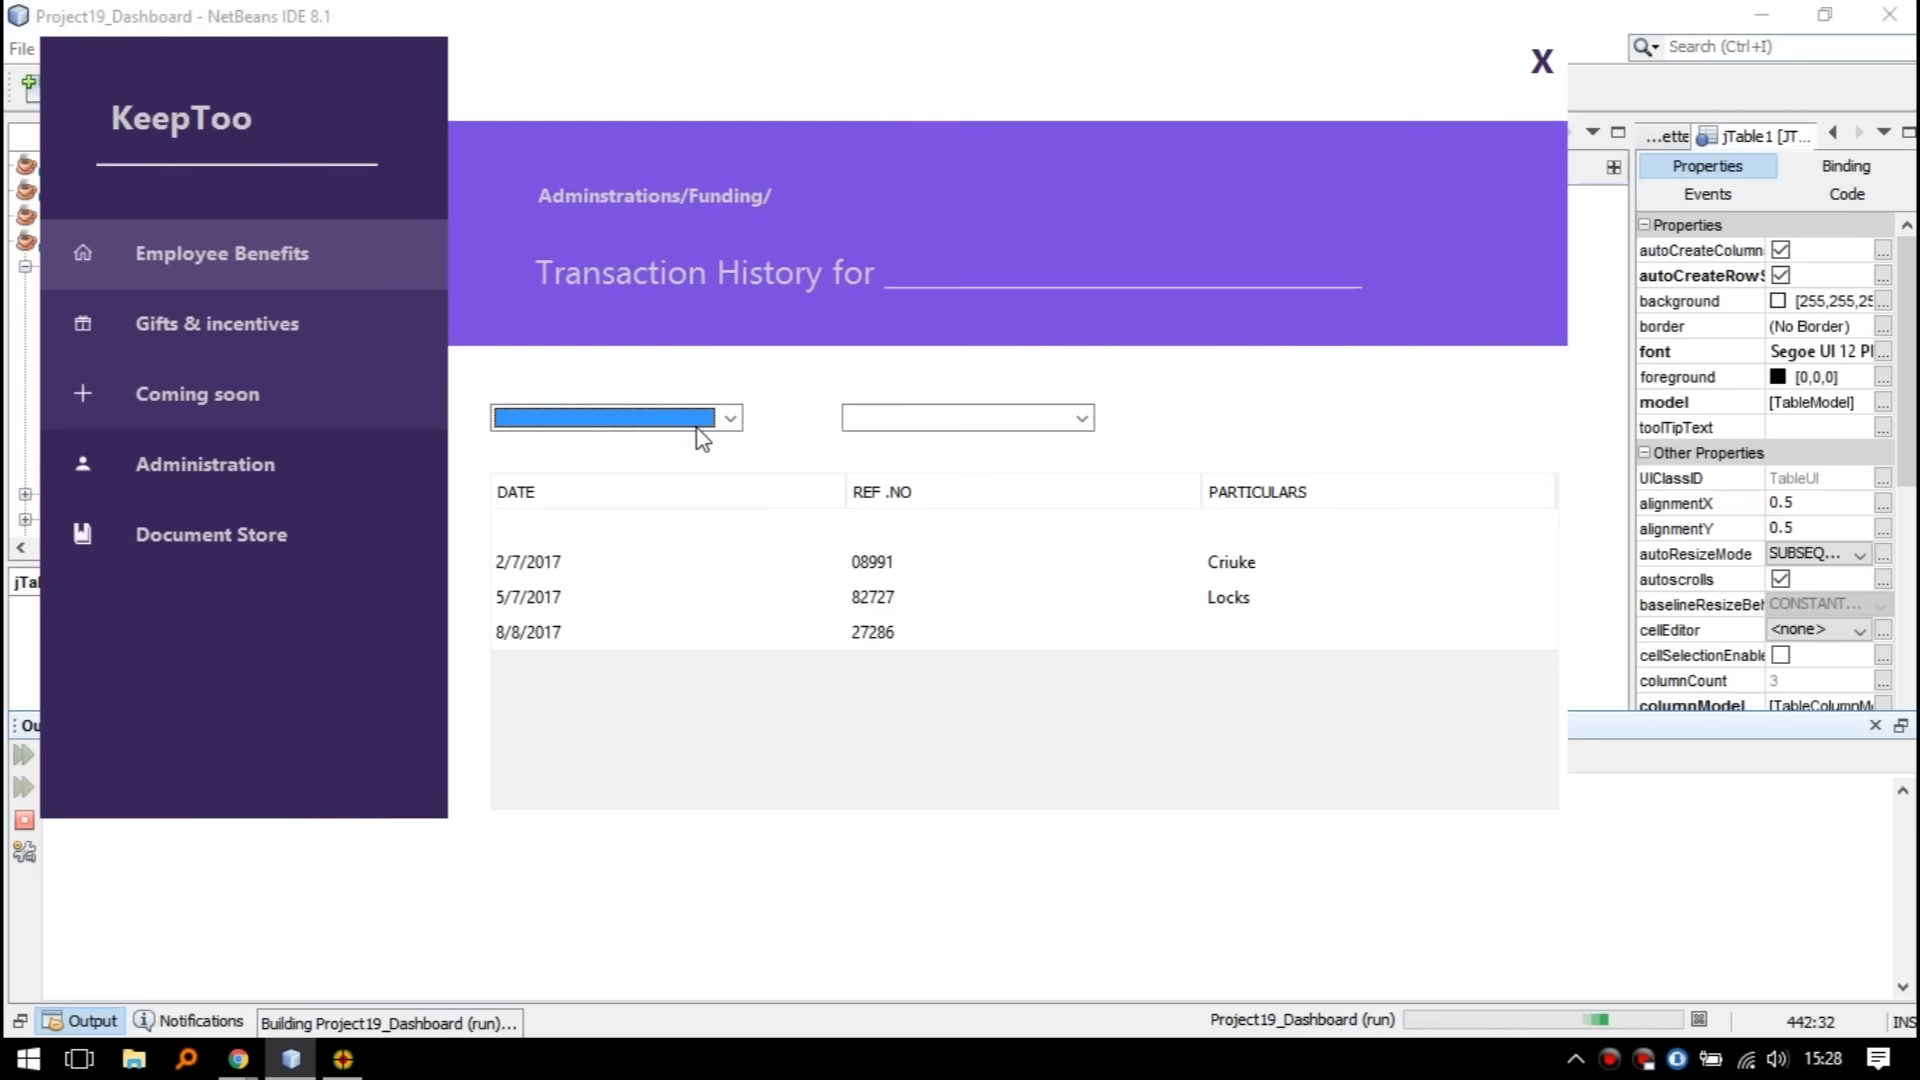 Project19_Dashboard - NetBeans IDE 8.1
File
Search (Ctrl+I)
X
KeepToo
Employee Benefits
Gifts & incentives
Coming soon
Administration
Document Store
Adminstrations/Funding/
Transaction History for
DATE REF .NO PARTICULARS
2/7/2017 08991 Criuke
5/7/2017 82727 Locks
8/8/2017 27286
...ette jTable1 [JT...
Properties Binding
Events Code
Properties
autoCreateColumn
autoCreateRowS
background [255,255,25
border (No Border)
font Segoe UI 12 Pl
foreground [0,0,0]
model [TableModel]
toolTipText
Other Properties
UIClassID TableUI
alignmentX 0.5
alignmentY 0.5
autoResizeMode SUBSEQ...
autoscrolls
baselineResizeBeh CONSTANT...
cellEditor <none>
cellSelectionEnable
columnCount 3
columnModel [TableColumnM
jTal
Ou
Output Notifications Building Project19_Dashboard (run)... Project19_Dashboard (run) 442:32 INS
15:28